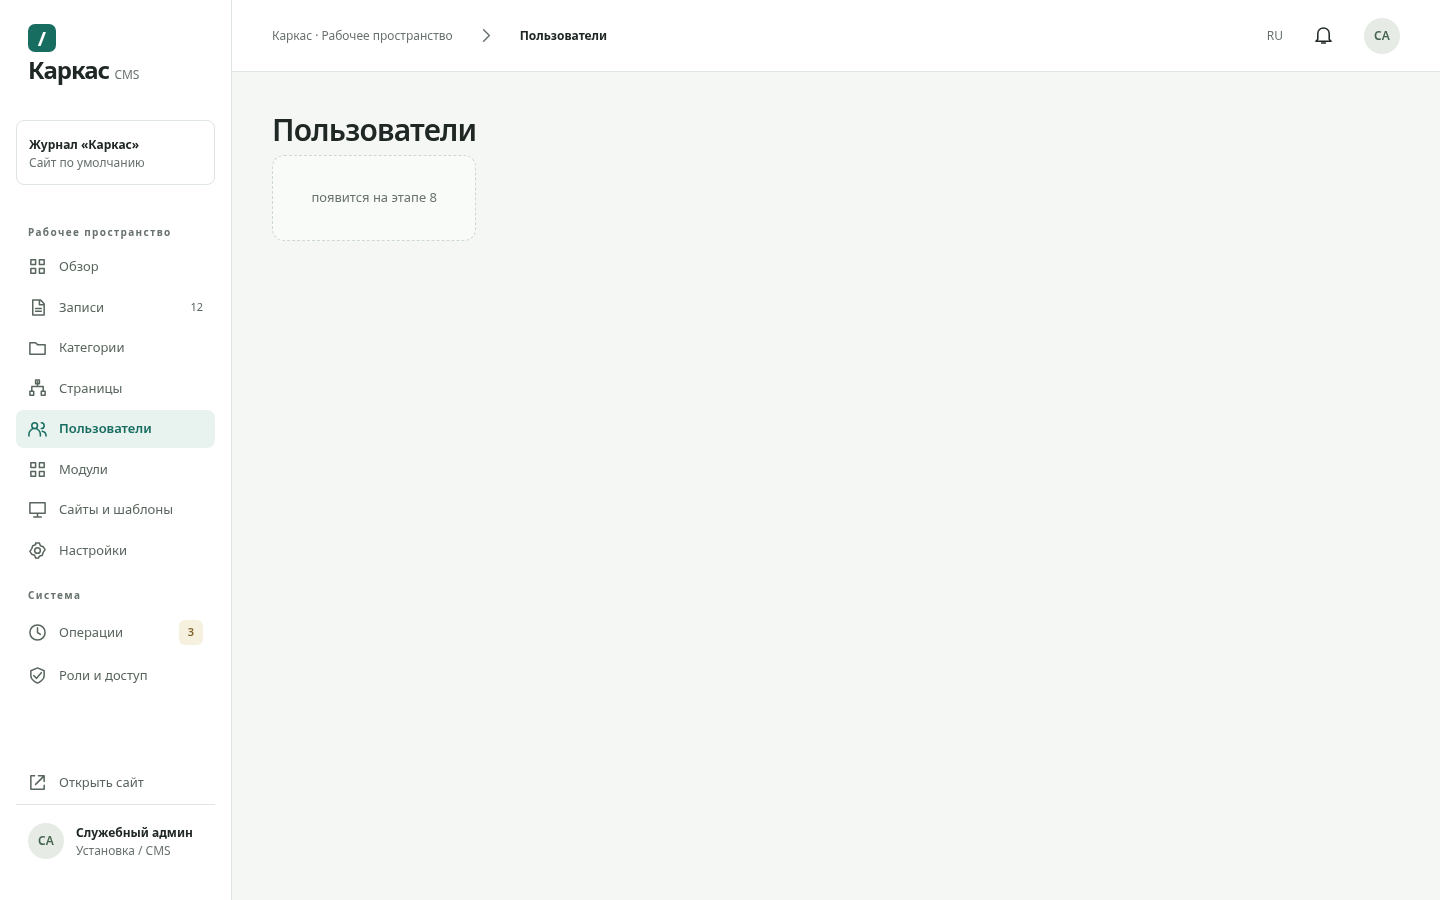 /
Каркас CMS
Журнал «Каркас»
Сайт по умолчанию
Рабочее пространство
Обзор
Записи 12
Категории
Страницы
Пользователи
Модули
Сайты и шаблоны
Настройки
Система
Операции 3
Роли и доступ
Открыть сайт
СА Служебный админ
Установка / CMS
Каркас · Рабочее пространство > Пользователи
RU СА
Пользователи
появится на этапе 8